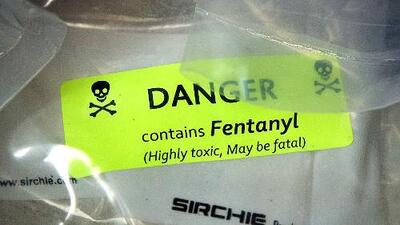 DANGER
contains Fentanyl
(Highly toxic, May be fatal)
www.sirchie.com
SIRCHIE